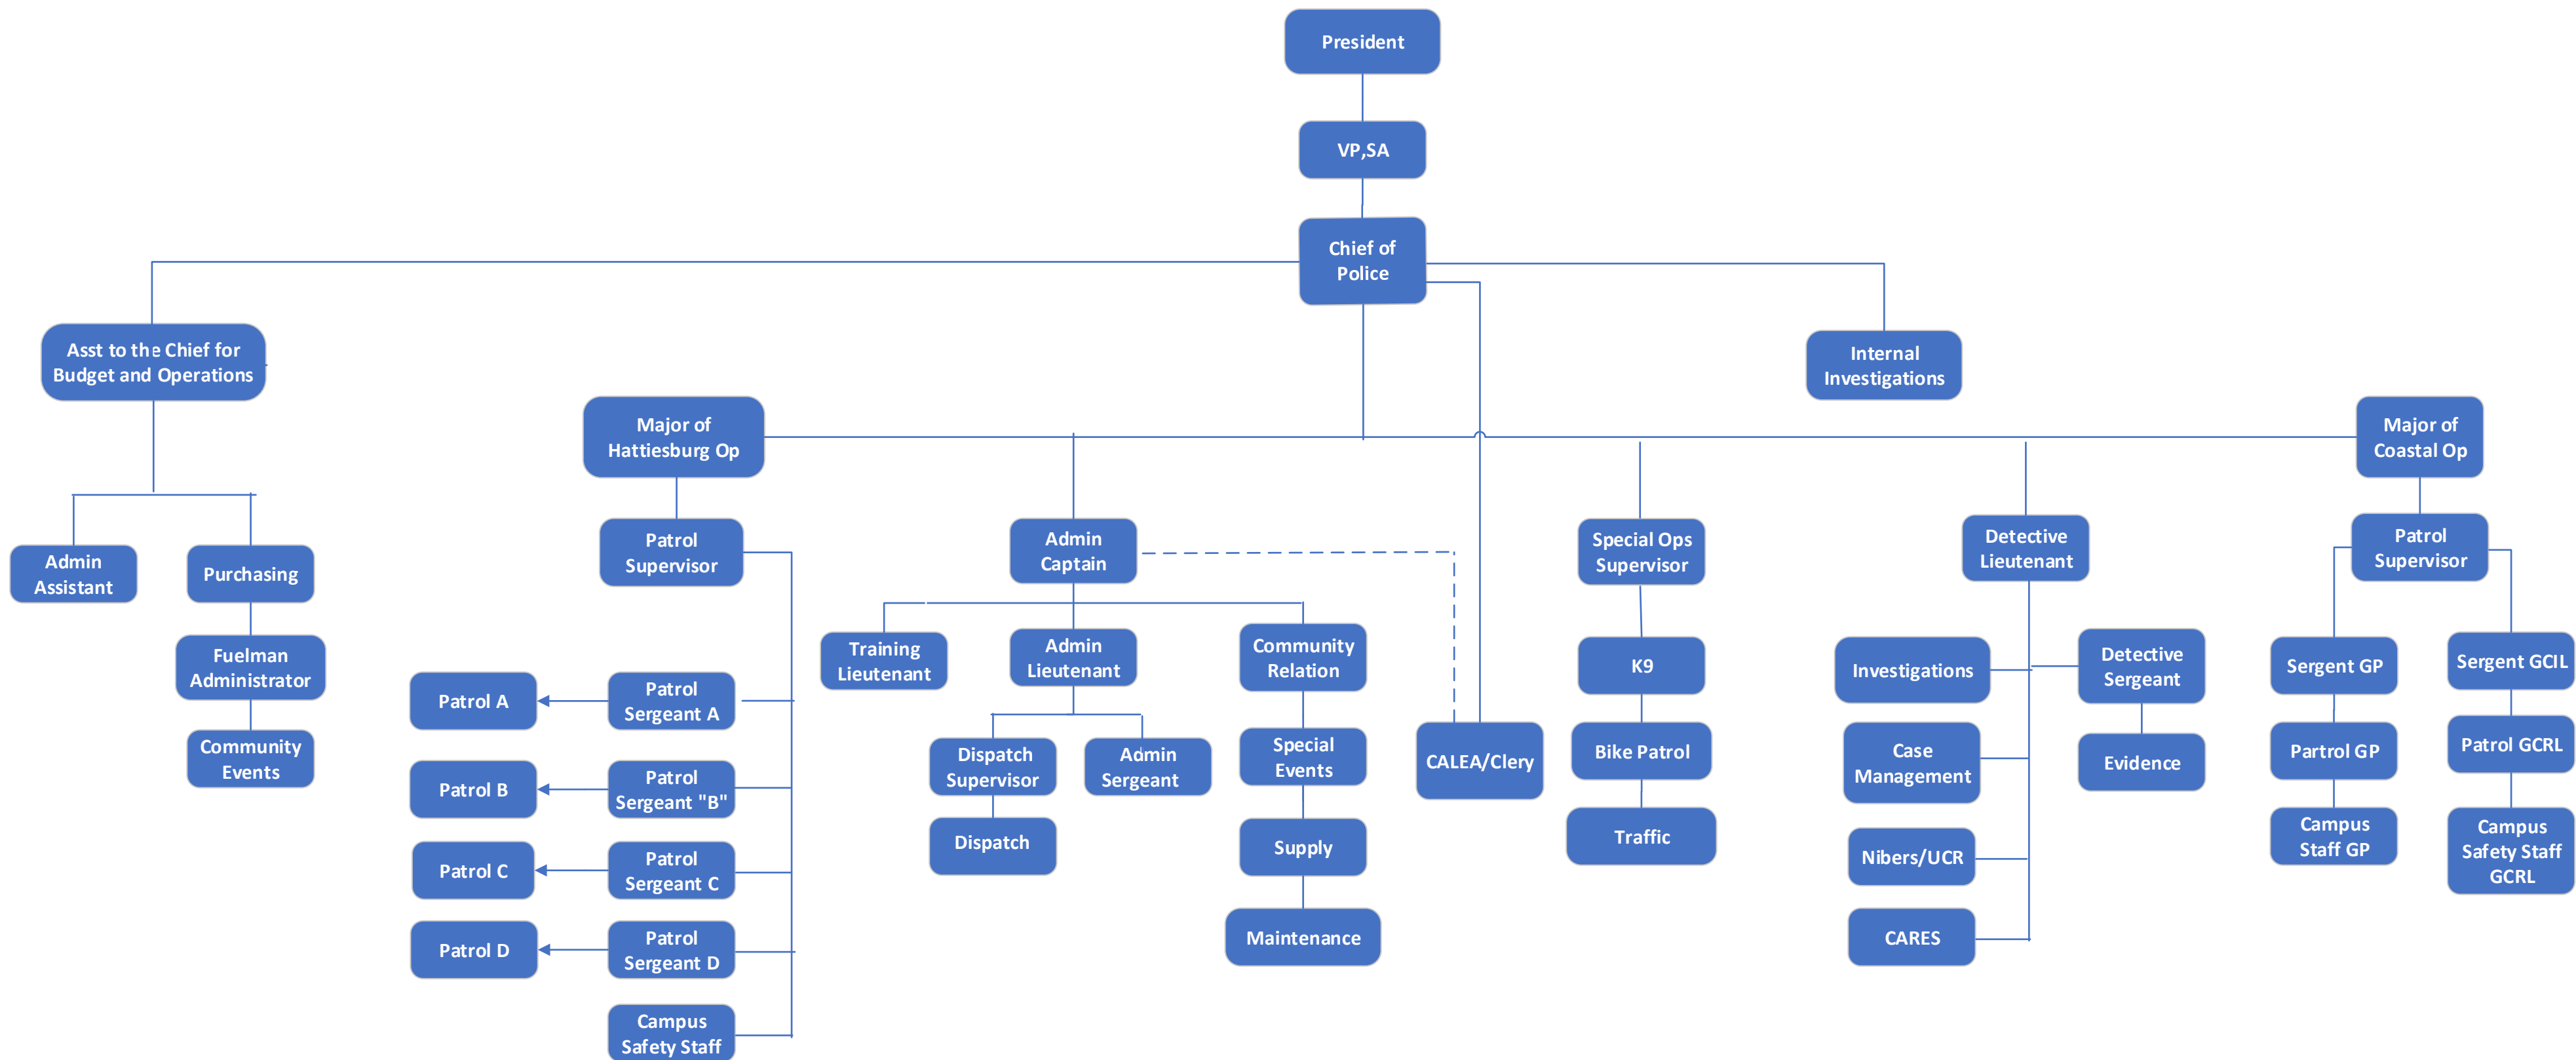 President
VP,SA
Chief of
Police
Asst to the Chief for
Budget and Operations
Internal
Investigations
Major of
Hattiesburg Op
Major of
Coastal Op
Admin
Assistant
Purchasing
Fuelman
Administrator
Community
Events
Patrol
Supervisor
Patrol A
Patrol
Sergeant A
Patrol B
Patrol
Sergeant "B"
Patrol C
Patrol
Sergeant C
Patrol D
Patrol
Sergeant D
Campus
Safety Staff
Admin
Captain
Training
Lieutenant
Admin
Lieutenant
Community
Relation
Dispatch
Supervisor
Admin
Sergeant
Dispatch
Special
Events
Supply
Maintenance
CALEA/Clery
Special Ops
Supervisor
K9
Bike Patrol
Traffic
Detective
Lieutenant
Investigations
Detective
Sergeant
Case
Management
Evidence
Nibers/UCR
CARES
Patrol
Supervisor
Sergent GP
Sergent GCIL
Partrol GP
Patrol GCRL
Campus
Staff GP
Campus
Safety Staff
GCRL